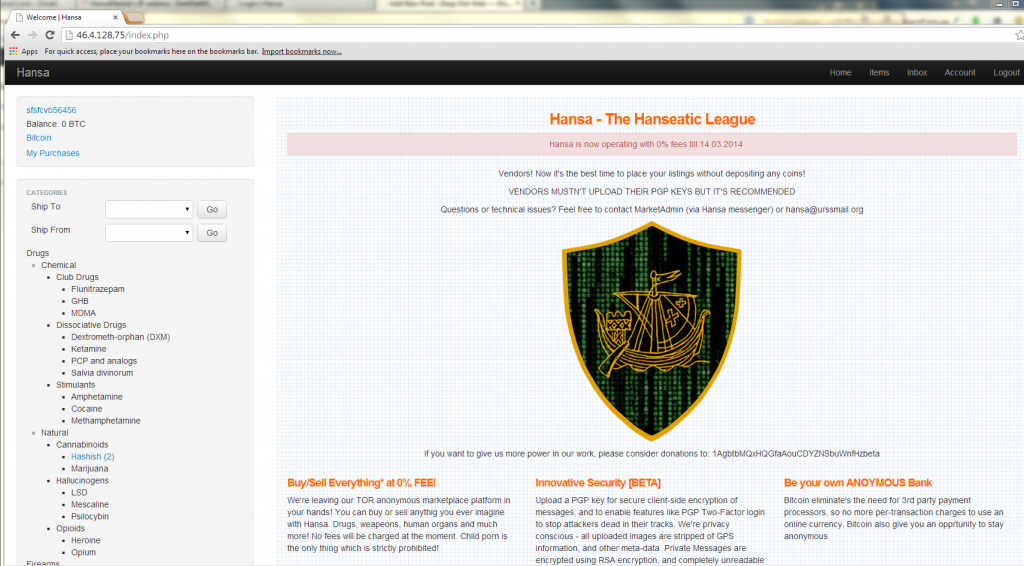 Welcome | Hansa
46.4.128.75/index.php
Apps For quick access, place your bookmarks here on the bookmarks bar. Import bookmarks now...
Hansa Home Items Inbox Account Logout
sfsfcvb56456
Balance: 0 BTC
Bitcoin
My Purchases
CATEGORIES
Ship To Go
Ship From Go
Drugs
Chemical
Club Drugs
Flunitrazepam
GHB
MDMA
Dissociative Drugs
Dextrometh-orphan (DXM)
Ketamine
PCP and analogs
Salvia divinorum
Stimulants
Amphetamine
Cocaine
Methamphetamine
Natural
Cannabinoids
Hashish (2)
Marijuana
Hallucinogens
LSD
Mescaline
Psilocybin
Opioids
Heroine
Opium
Firearms
Hansa - The Hanseatic League
Hansa is now operating with 0% fees till 14.03.2014
Vendors! Now it's the best time to place your listings without depositing any coins!
VENDORS MUSTN'T UPLOAD THEIR PGP KEYS BUT IT'S RECOMMENDED
Questions or technical issues? Feel free to contact MarketAdmin (via Hansa messenger) or hansa@urssmail.org
If you want to give us more power in our work, please consider donations to: 1AgbtbMQxHQGfaAouCDYZNSbuWnfHzbeta
Buy/Sell Everything* at 0% FEE!
We're leaving our TOR anonymous marketplace platform in
your hands! You can buy or sell anythig you ever imagine
with Hansa. Drugs, weapons, human organs and much
more! No fees will be charged at the moment. Child porn is
the only thing which is strictly prohibited!
Innovative Security [BETA]
Upload a PGP key for secure client-side encryption of
messages, and to enable features like PGP Two-Factor login
to stop attackers dead in their tracks. We're privacy
conscious - all uploaded images are stripped of GPS
information, and other meta-data. Private Messages are
encrypted using RSA encryption, and completely unreadable
Be your own ANOYMOUS Bank
Bitcoin eliminate's the need for 3rd party payment
processors, so no more per-transaction charges to use an
online currency. Bitcoin also give you an opprtunity to stay
anonymous.